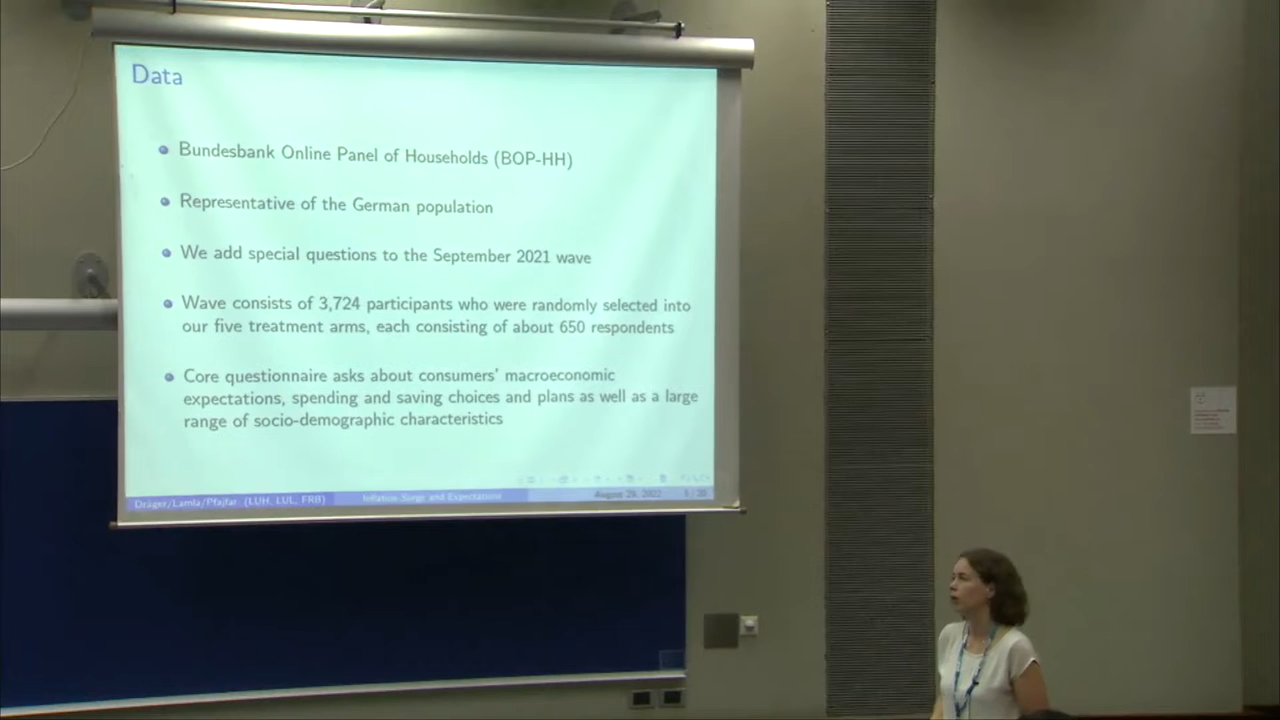 Data
Bundesbank Online Panel of Households (BOP-HH)
Representative of the German population
We add special questions to the September 2021 wave
Wave consists of 3,724 participants who were randomly selected into
our five treatment arms, each consisting of about 650 respondents
Core questionnaire asks about consumers' macroeconomic
expectations, spending and saving choices and plans as well as a large
range of socio-demographic characteristics
Dräger/Lamla/Pfajfar (LUH, LUL, FRB) Inflation Surge and Expectations August 29, 2022 5 / 20